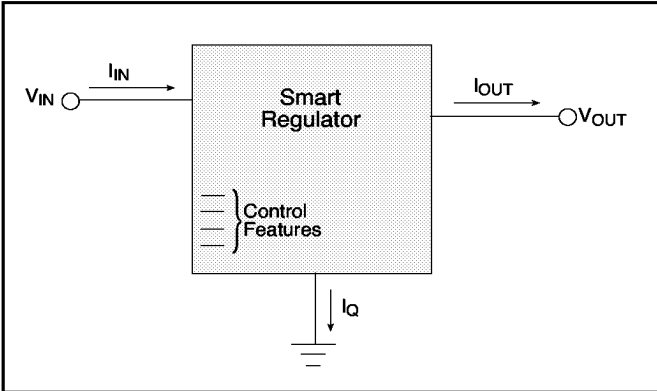 I_IN
V_IN
Smart
Regulator
I_OUT
V_OUT
Control
Features
I_Q